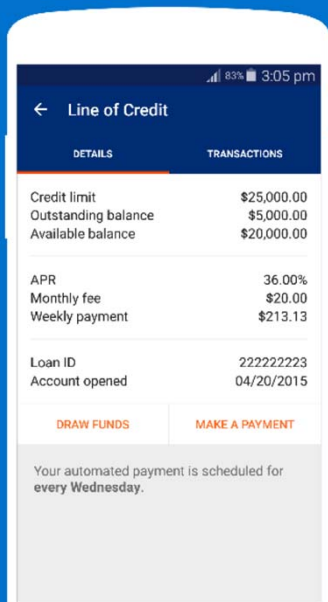 83% 3:05 pm
← Line of Credit
DETAILS TRANSACTIONS
Credit limit $25,000.00
Outstanding balance $5,000.00
Available balance $20,000.00
APR 36.00%
Monthly fee $20.00
Weekly payment $213.13
Loan ID 222222223
Account opened 04/20/2015
DRAW FUNDS MAKE A PAYMENT
Your automated payment is scheduled for
every Wednesday.